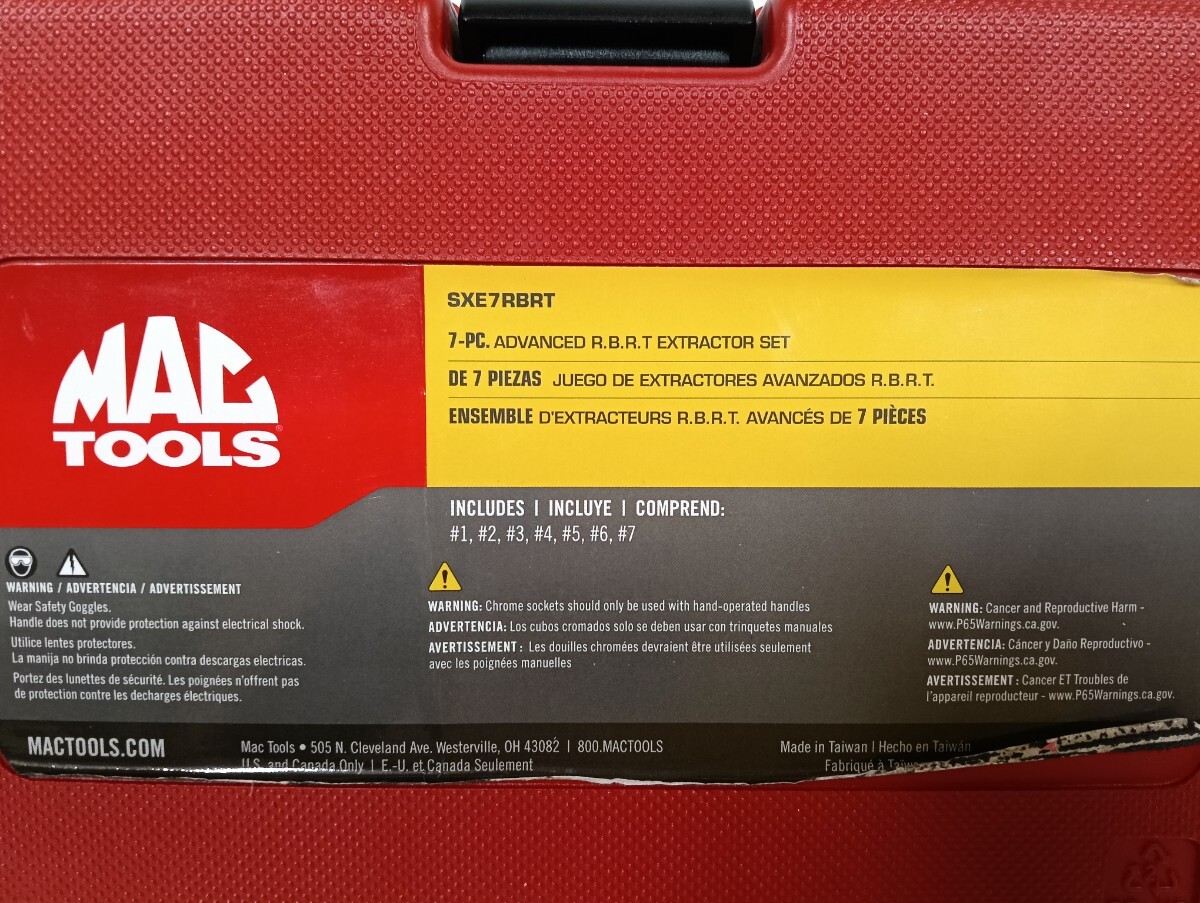 MAC
TOOLS®
SXE7RBRT
7-PC. ADVANCED R.B.R.T EXTRACTOR SET
DE 7 PIEZAS JUEGO DE EXTRACTORES AVANZADOS R.B.R.T.
ENSEMBLE D'EXTRACTEURS R.B.R.T. AVANCÉS DE 7 PIÈCES
INCLUDES | INCLUYE | COMPREND:
#1, #2, #3, #4, #5, #6, #7
WARNING / ADVERTENCIA / ADVERTISSEMENT
Wear Safety Goggles.
Handle does not provide protection against electrical shock.
Utilice lentes protectores.
La manija no brinda protección contra descargas electricas.
Portez des lunettes de sécurité. Les poignées n'offrent pas
de protection contre les decharges électriques.
WARNING: Chrome sockets should only be used with hand-operated handles
ADVERTENCIA: Los cubos cromados solo se deben usar con trinquetes manuales
AVERTISSEMENT : Les douilles chromées devraient être utilisées seulement
avec les poignées manuelles
WARNING: Cancer and Reproductive Harm -
www.P65Warnings.ca.gov.
ADVERTENCIA: Cáncer y Daño Reproductivo -
www.P65Warnings.ca.gov.
AVERTISSEMENT : Cancer ET Troubles de
l'appareil reproducteur - www.P65Warnings.ca.gov.
MACTOOLS.COM
Mac Tools • 505 N. Cleveland Ave. Westerville, OH 43082 | 800.MACTOOLS
U.S. and Canada Only | E.-U. et Canada Seulement
Made in Taiwan | Hecho en Taiwán
Fabriqué à